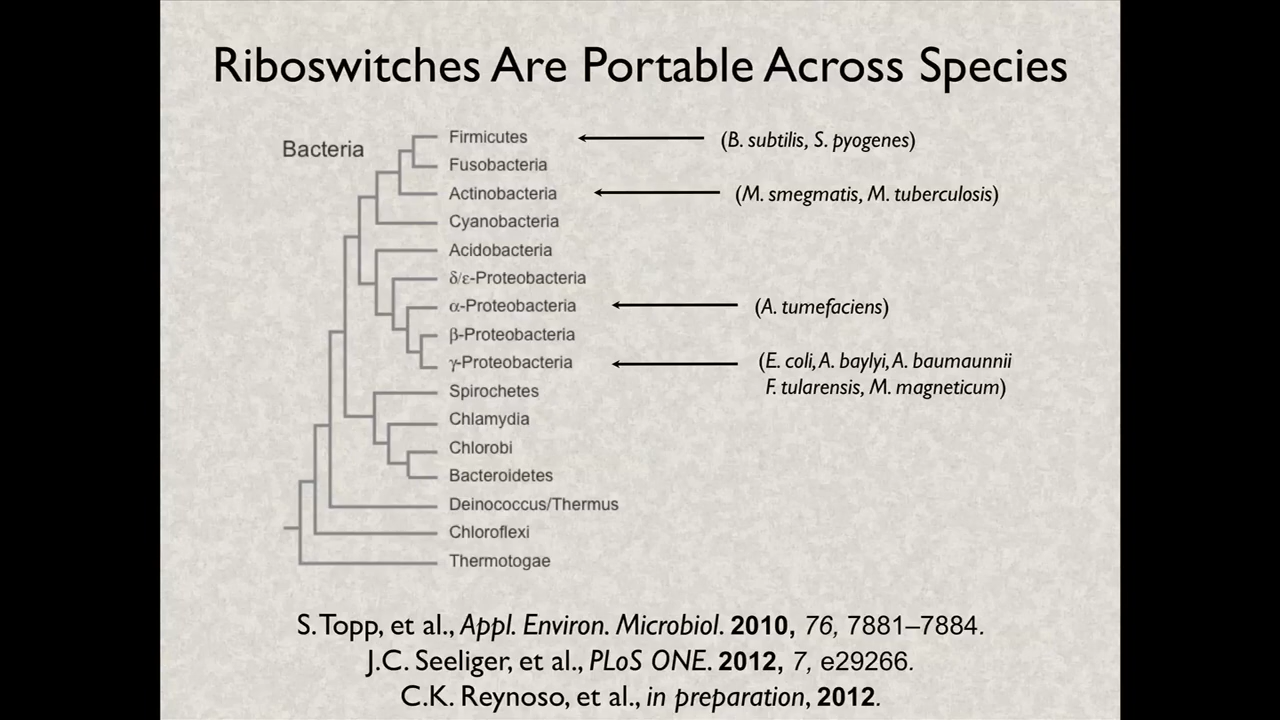 Riboswitches Are Portable Across Species
Bacteria
Firmicutes
(B. subtilis, S. pyogenes)
Fusobacteria
Actinobacteria
(M. smegmatis, M. tuberculosis)
Cyanobacteria
Acidobacteria
δ/ε-Proteobacteria
α-Proteobacteria
(A. tumefaciens)
β-Proteobacteria
γ-Proteobacteria
(E. coli, A. baylyi, A. baumaunnii
F. tularensis, M. magneticum)
Spirochetes
Chlamydia
Chlorobi
Bacteroidetes
Deinococcus/Thermus
Chloroflexi
Thermotogae
S. Topp, et al., Appl. Environ. Microbiol. 2010, 76, 7881–7884.
J.C. Seeliger, et al., PLoS ONE. 2012, 7, e29266.
C.K. Reynoso, et al., in preparation, 2012.